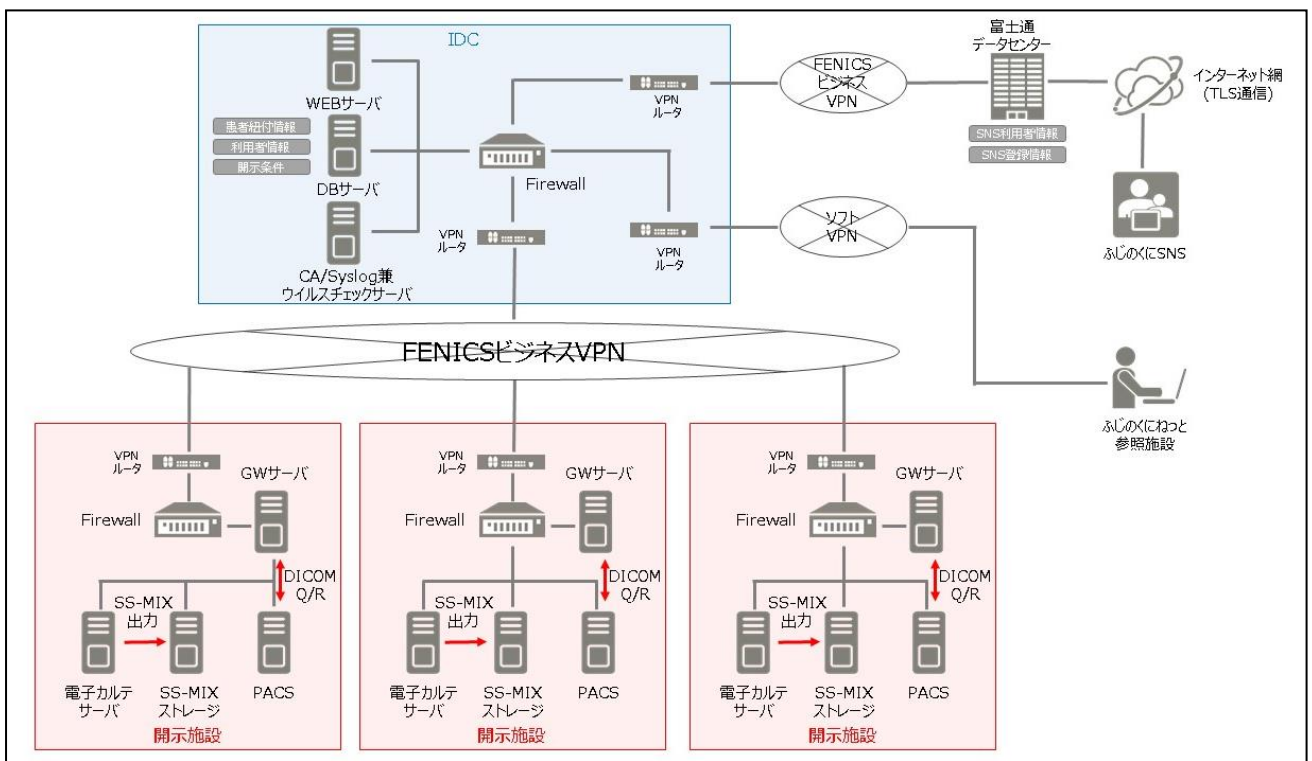 IDC
WEBサーバ
患者紐付情報
利用者情報
開示条件
DBサーバ
CA/Syslog兼
ウイルスチェックサーバ
Firewall
VPN
ルータ
VPN
ルータ
VPN
ルータ
FENICS
ビジネス
VPN
富士通
データセンター
SNS利用者情報
SNS登録情報
インターネット網
(TLS通信)
ふじのくにSNS
ソフト
VPN
ふじのくにねっと
参照施設
FENICSビジネスVPN
VPN
ルータ
GWサーバ
Firewall
DICOM
Q/R
SS-MIX
出力
電子カルテ
サーバ
SS-MIX
ストレージ
PACS
開示施設
VPN
ルータ
GWサーバ
Firewall
DICOM
Q/R
SS-MIX
出力
電子カルテ
サーバ
SS-MIX
ストレージ
PACS
開示施設
VPN
ルータ
GWサーバ
Firewall
DICOM
Q/R
SS-MIX
出力
電子カルテ
サーバ
SS-MIX
ストレージ
PACS
開示施設